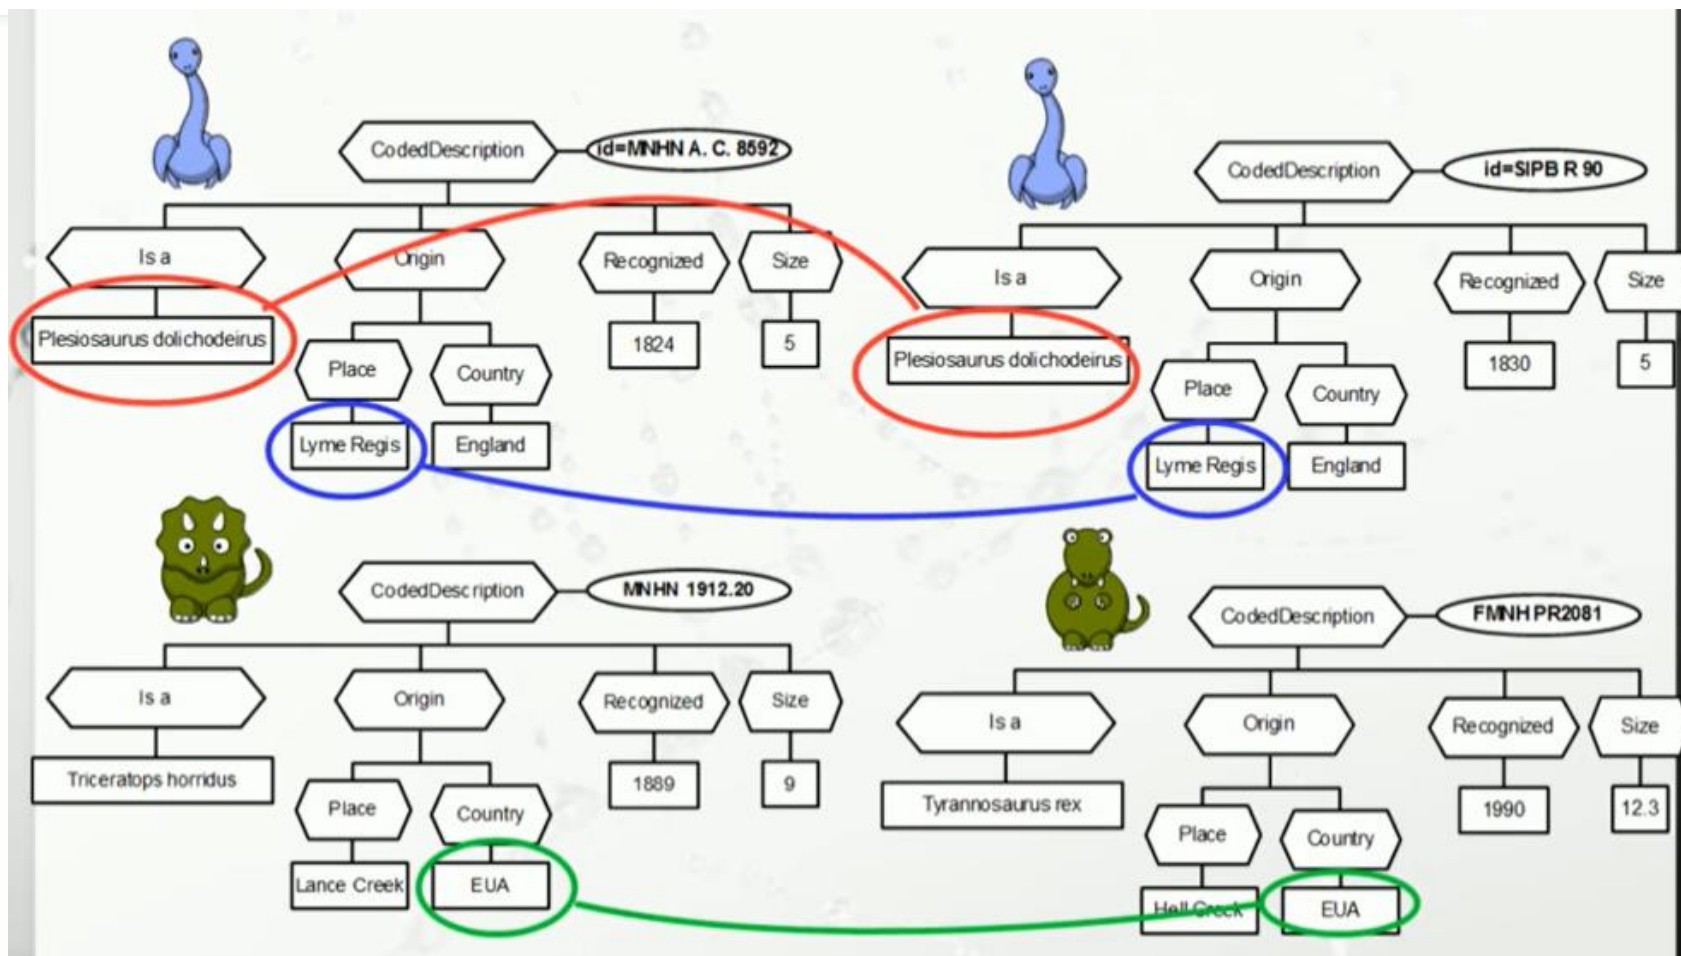 CodedDescription
id=MNHN A. C. 8592
Is a
Origin
Recognized
Size
Plesiosaurus dolichodeirus
1824
5
Place
Country
Lyme Regis
England
CodedDescription
id=SIPB R 90
Is a
Origin
Recognized
Size
Plesiosaurus dolichodeirus
1830
5
Place
Country
Lyme Regis
England
CodedDescription
MNHN 1912.20
Is a
Origin
Recognized
Size
Triceratops horridus
1889
9
Place
Country
Lance Creek
EUA
CodedDescription
FMNH PR2081
Is a
Origin
Recognized
Size
Tyrannosaurus rex
1990
12.3
Place
Country
Hell Creek
EUA